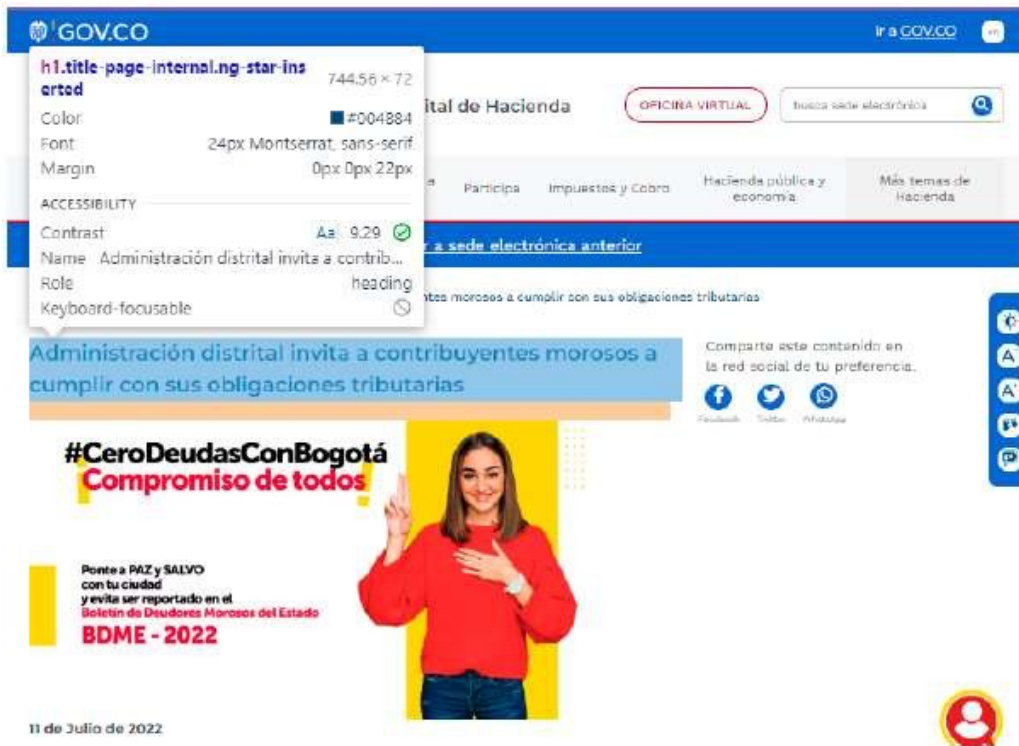 GOV.CO
Ir a GOV.CO
h1.title-page-internal.ng-star-ins
erted
744.56 × 72
Color
#004884
Font
24px Montserrat, sans-serif
Margin
0px 0px 22px
ACCESSIBILITY
Contrast
Aa 9.29
Name Administración distrital invita a contrib...
Role
heading
Keyboard-focusable
ital de Hacienda
OFICINA VIRTUAL
busca sede electrónica
a
Participa
Impuestos y Cobro
Hacienda pública y
economía
Más temas de
Hacienda
r a sede electrónica anterior
ntes morosos a cumplir con sus obligaciones tributarias
Administración distrital invita a contribuyentes morosos a
cumplir con sus obligaciones tributarias
Comparte este contenido en
la red social de tu preferencia.
Facebook
Twitter
WhatsApp
#CeroDeudasConBogotá
¡Compromiso de todos!
Ponte a PAZ y SALVO
con tu ciudad
y evita ser reportado en el
Boletín de Deudores Morosos del Estado
BDME - 2022
11 de Julio de 2022